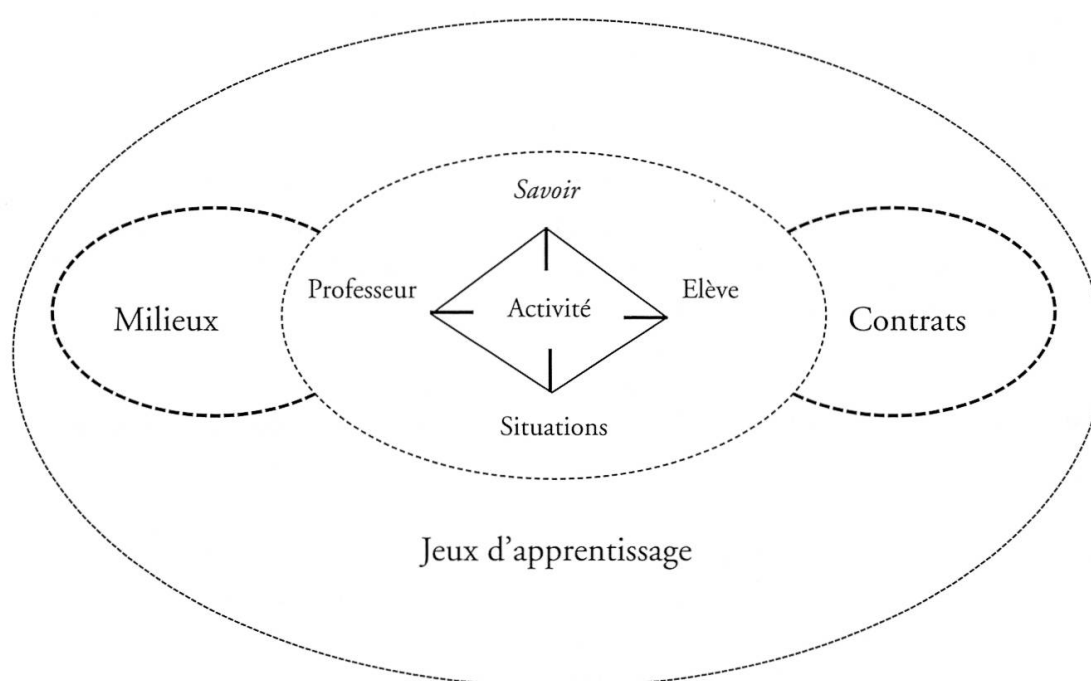 Savoir
Professeur
Elève
Activité
Milieux
Contrats
Situations
Jeux d'apprentissage